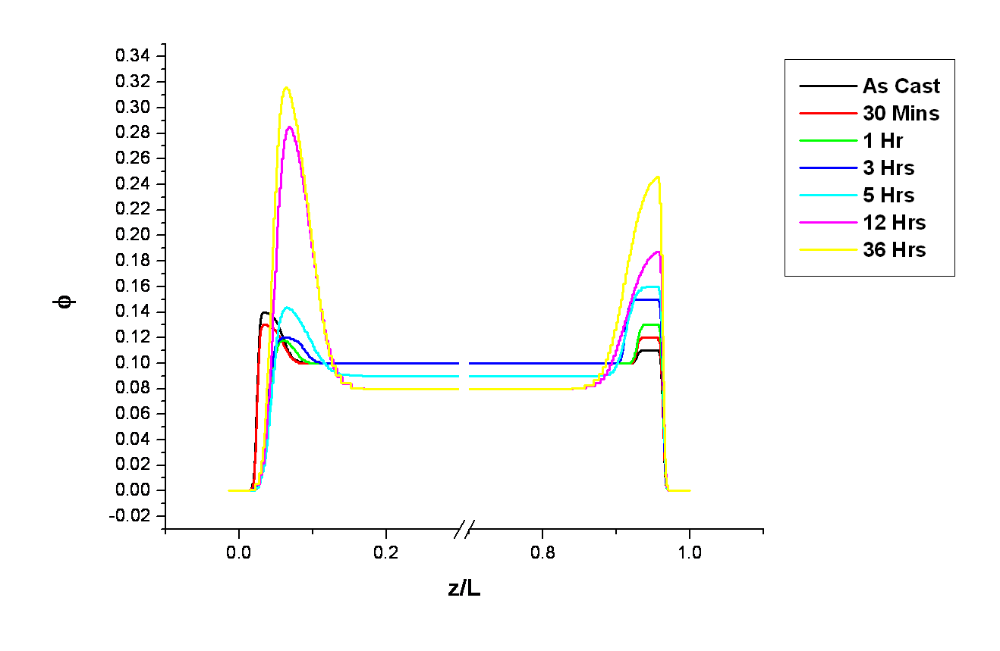 0.34
0.32
0.30
0.28
0.26
0.24
0.22
0.20
0.18
0.16
0.14
0.12
0.10
0.08
0.06
0.04
0.02
0.00
-0.02
ϕ
0.0 0.2 0.8 1.0
z/L
As Cast
30 Mins
1 Hr
3 Hrs
5 Hrs
12 Hrs
36 Hrs